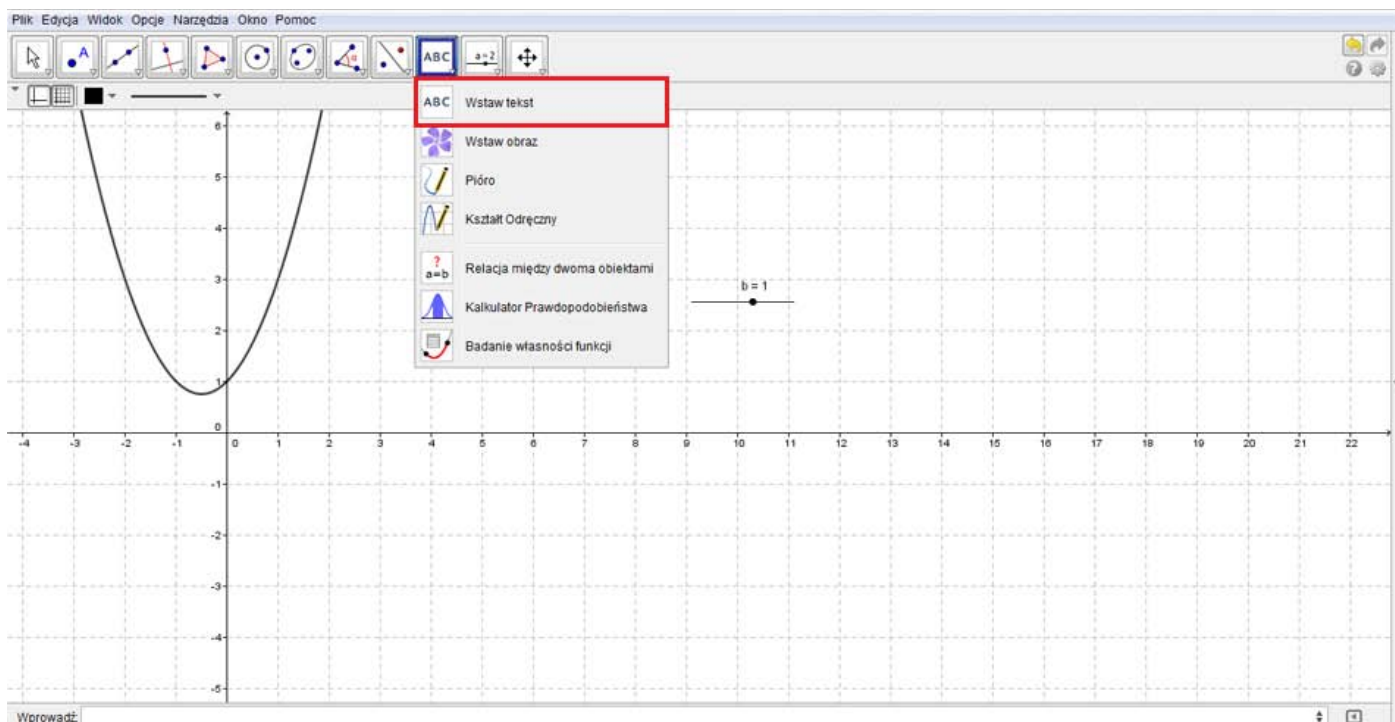 Plik Edycja Widok Opcje Narzędzia Okno Pomoc
A
α
ABC
a=2
ABC Wstaw tekst
Wstaw obraz
Pióro
Kształt Odręczny
? a=b Relacja między dwoma obiektami
Kalkulator Prawdopodobieństwa
Badanie własności funkcji
b = 1
6
5
4
3
2
1
0
-4 -3 -2 -1 0 1 2 3 4 5 6 7 8 9 10 11 12 13 14 15 16 17 18 19 20 21 22
-1
-2
-3
-4
-5
Wprowadź: